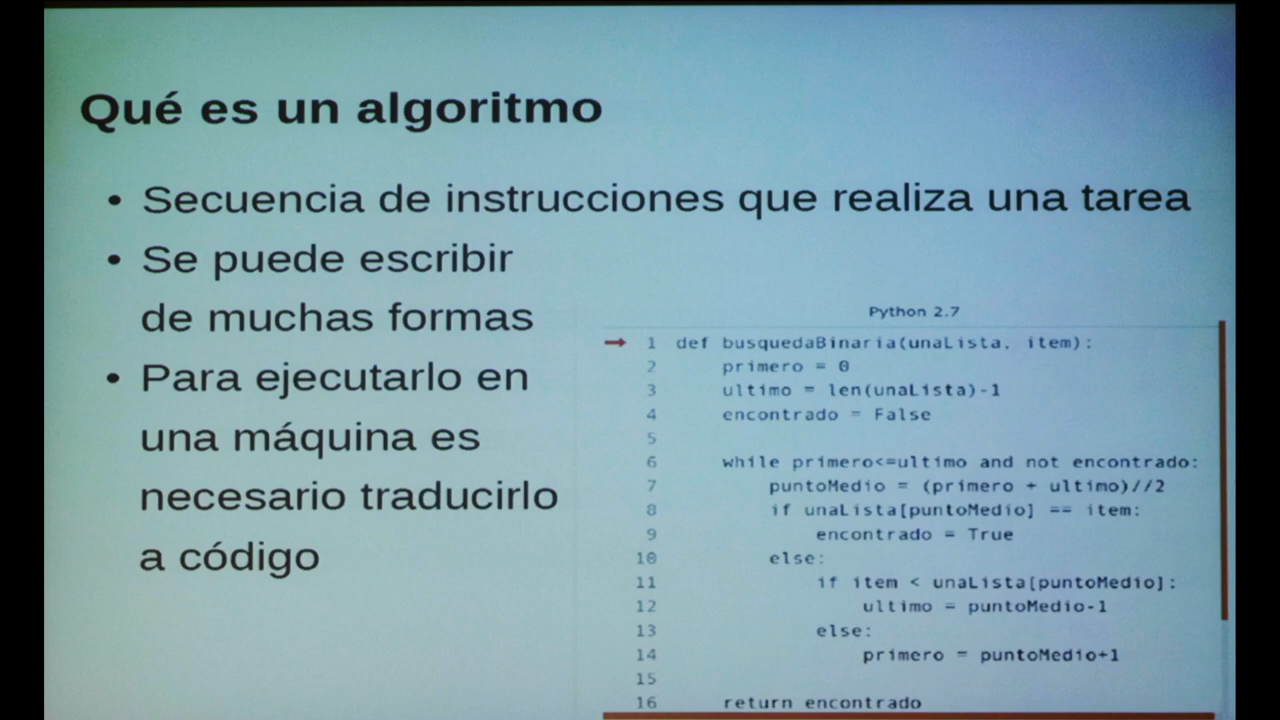 Qué es un algoritmo
• Secuencia de instrucciones que realiza una tarea
• Se puede escribir
de muchas formas
• Para ejecutarlo en
una máquina es
necesario traducirlo
a código
Python 2.7
1 def busquedaBinaria(unaLista, item):
2     primero = 0
3     ultimo = len(unaLista)-1
4     encontrado = False
5
6     while primero<=ultimo and not encontrado:
7         puntoMedio = (primero + ultimo)//2
8         if unaLista[puntoMedio] == item:
9             encontrado = True
10         else:
11             if item < unaLista[puntoMedio]:
12                 ultimo = puntoMedio-1
13             else:
14                 primero = puntoMedio+1
15
16     return encontrado